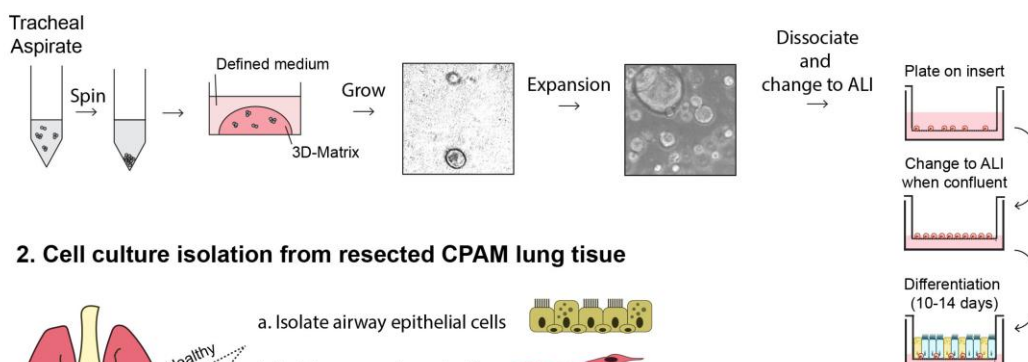 Tracheal
Aspirate
Spin
Defined medium
3D-Matrix
Grow
Expansion
Dissociate
and
change to ALI
Plate on insert
Change to ALI
when confluent
Differentiation
(10-14 days)
2. Cell culture isolation from resected CPAM lung tissue
a. Isolate airway epithelial cells